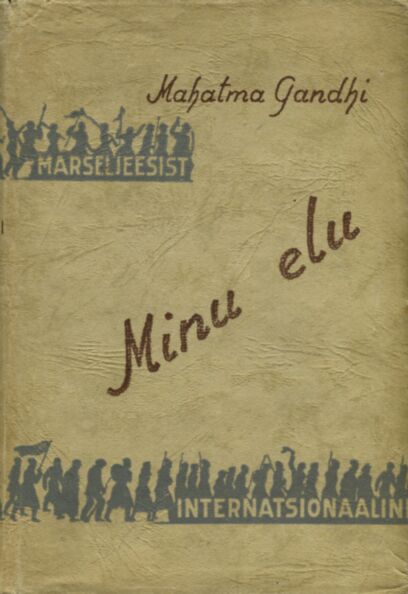 Mahatma Gandhi
MARSELJEESIST
Minu elu
INTERNATSIONAALINI